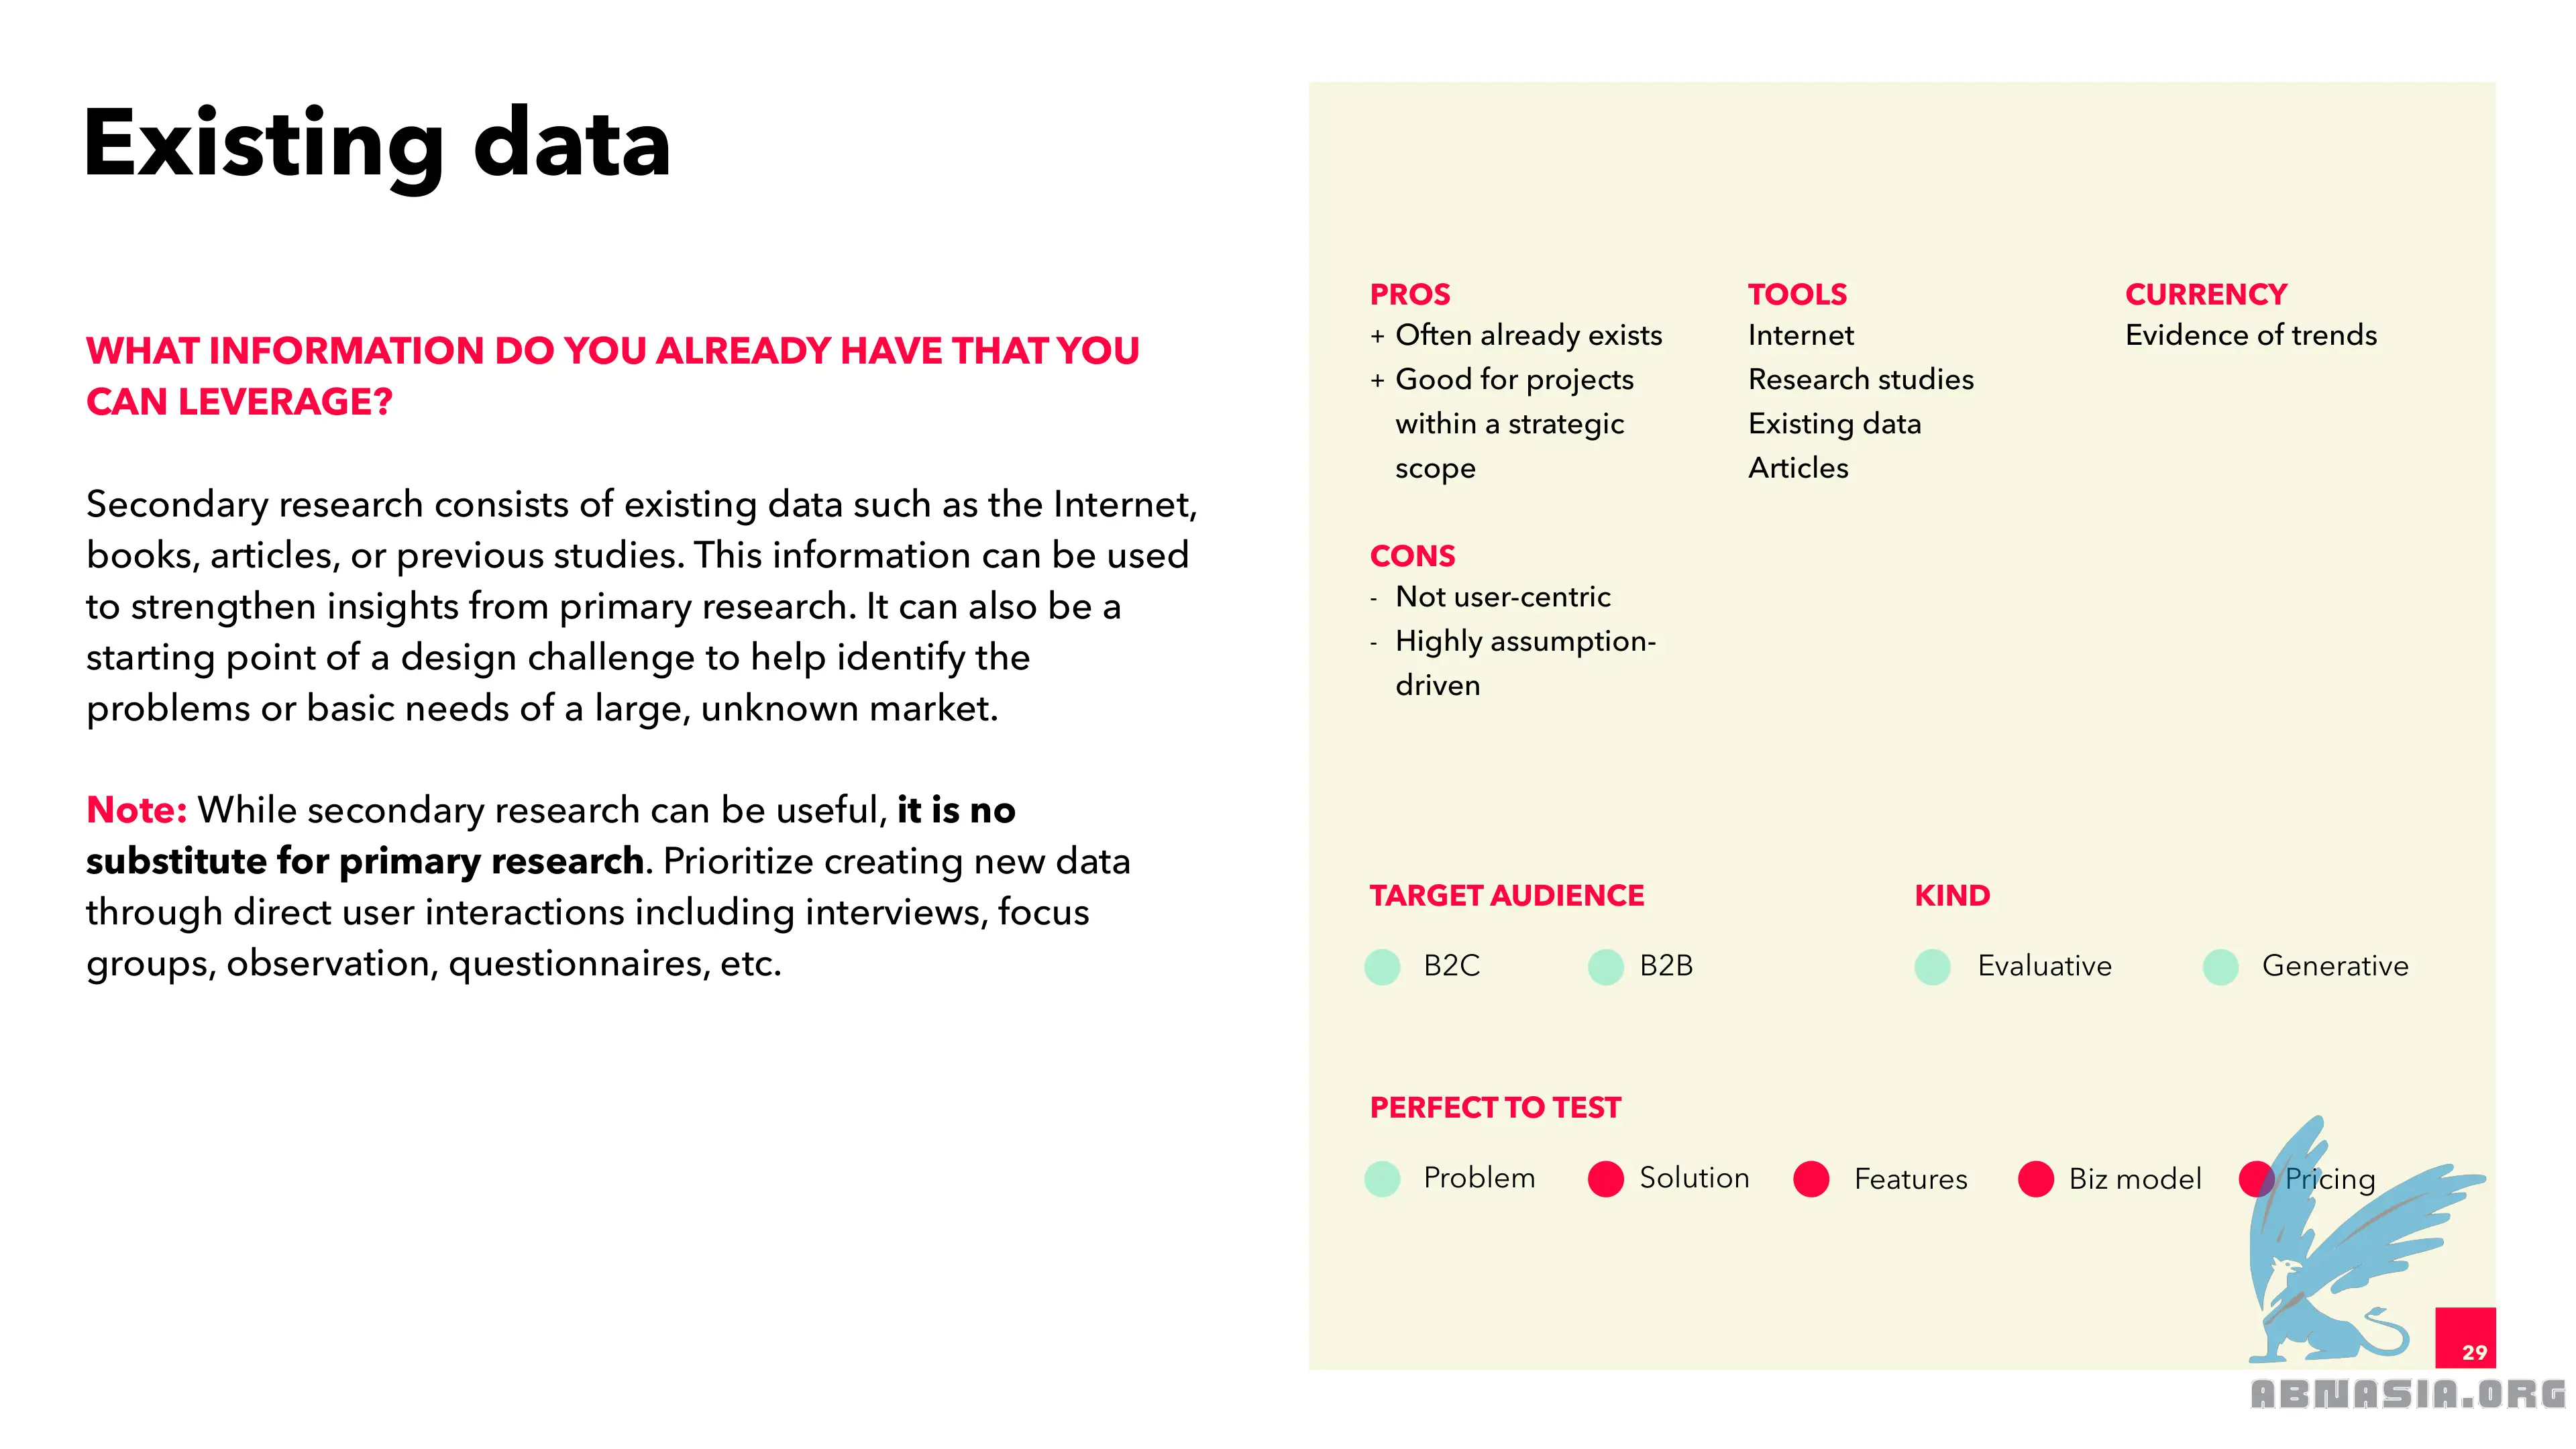 Existing data
WHAT INFORMATION DO YOU ALREADY HAVE THAT YOU
CAN LEVERAGE?
Secondary research consists of existing data such as the Internet,
books, articles, or previous studies. This information can be used
to strengthen insights from primary research. It can also be a
starting point of a design challenge to help identify the
problems or basic needs of a large, unknown market.
Note: While secondary research can be useful, it is no
substitute for primary research. Prioritize creating new data
through direct user interactions including interviews, focus
groups, observation, questionnaires, etc.
PROS
+ Often already exists
+ Good for projects
within a strategic
scope
CONS
- Not user-centric
- Highly assumption-
driven
TOOLS
Internet
Research studies
Existing data
Articles
CURRENCY
Evidence of trends
TARGET AUDIENCE
B2C
B2B
KIND
Evaluative
Generative
PERFECT TO TEST
Problem
Solution
Features
Biz model
Pricing
29
ABNASIA.ORG